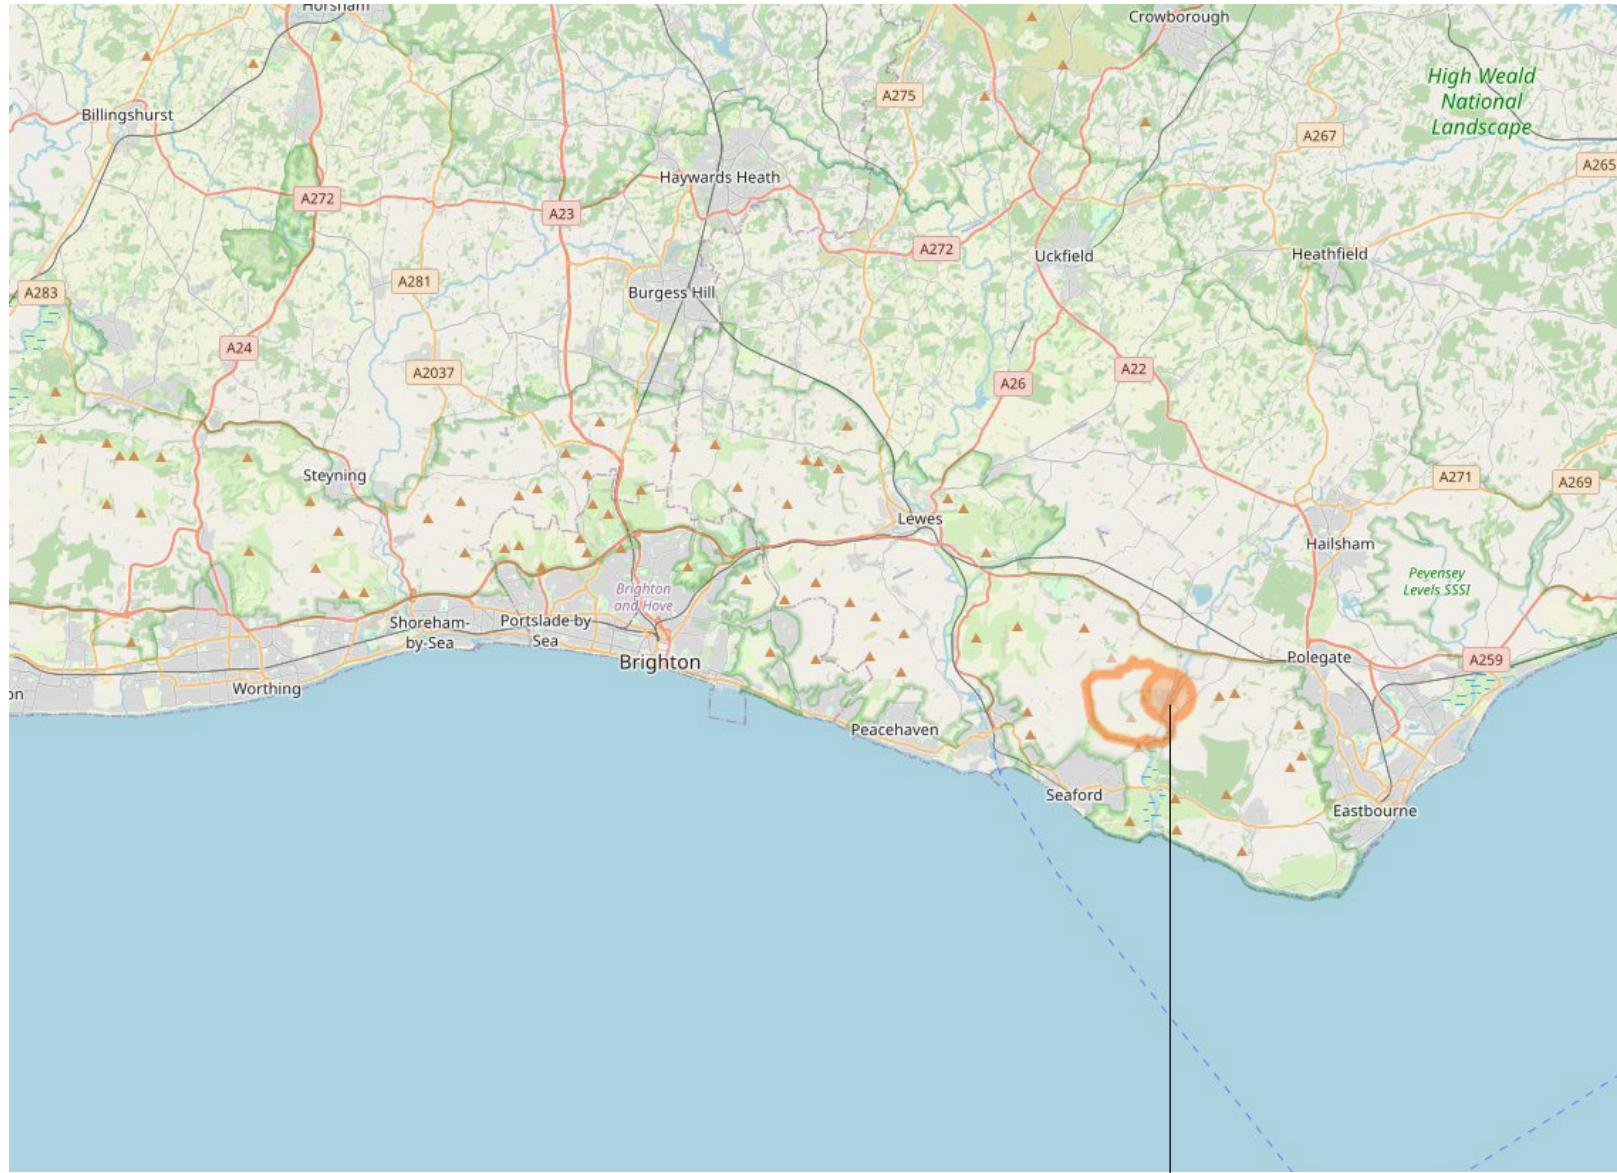 Horsham
Crowborough
High Weald
National
Landscape
A275
Billingshurst
A267
A265
Haywards Heath
A272
A23
A272
Uckfield
Heathfield
A281
A283
Burgess Hill
A24
A2037
A26
A22
Steyning
A271
A269
Lewes
Hailsham
Pevensey
Levels SSSI
Brighton
and Hove
Shoreham-
by-Sea
Portslade-by
Sea
Brighton
Polegate
A259
on
Worthing
Peacehaven
Seaford
Eastbourne